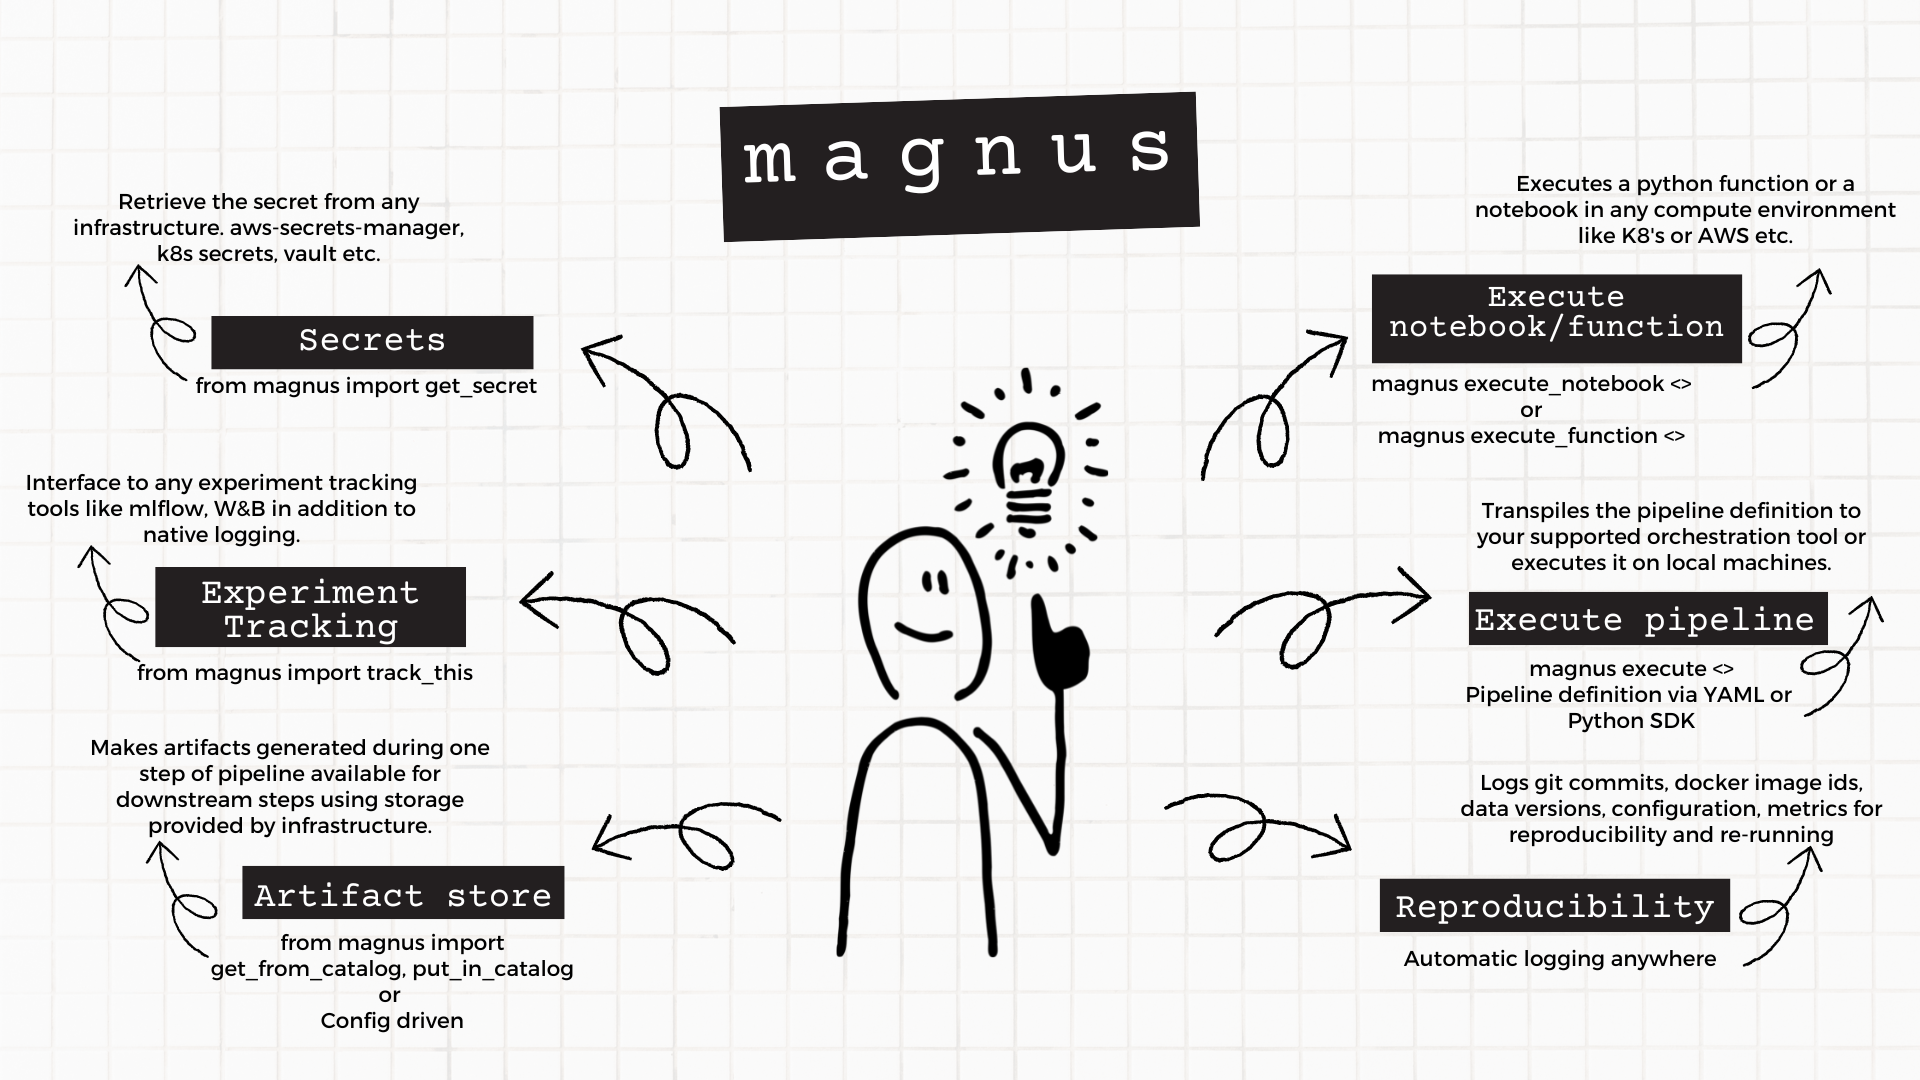 magnus
Retrieve the secret from any
infrastructure. aws-secrets-manager,
k8s secrets, vault etc.
Secrets
from magnus import get_secret
Interface to any experiment tracking
tools like mlflow, W&B in addition to
native logging.
Experiment
Tracking
from magnus import track_this
Makes artifacts generated during one
step of pipeline available for
downstream steps using storage
provided by infrastructure.
Artifact store
from magnus import
get_from_catalog, put_in_catalog
or
Config driven
Executes a python function or a
notebook in any compute environment
like K8's or AWS etc.
Execute
notebook/function
magnus execute_notebook <>
or
magnus execute_function <>
Transpiles the pipeline definition to
your supported orchestration tool or
executes it on local machines.
Execute pipeline
magnus execute <>
Pipeline definition via YAML or
Python SDK
Logs git commits, docker image ids,
data versions, configuration, metrics for
reproducibility and re-running
Reproducibility
Automatic logging anywhere